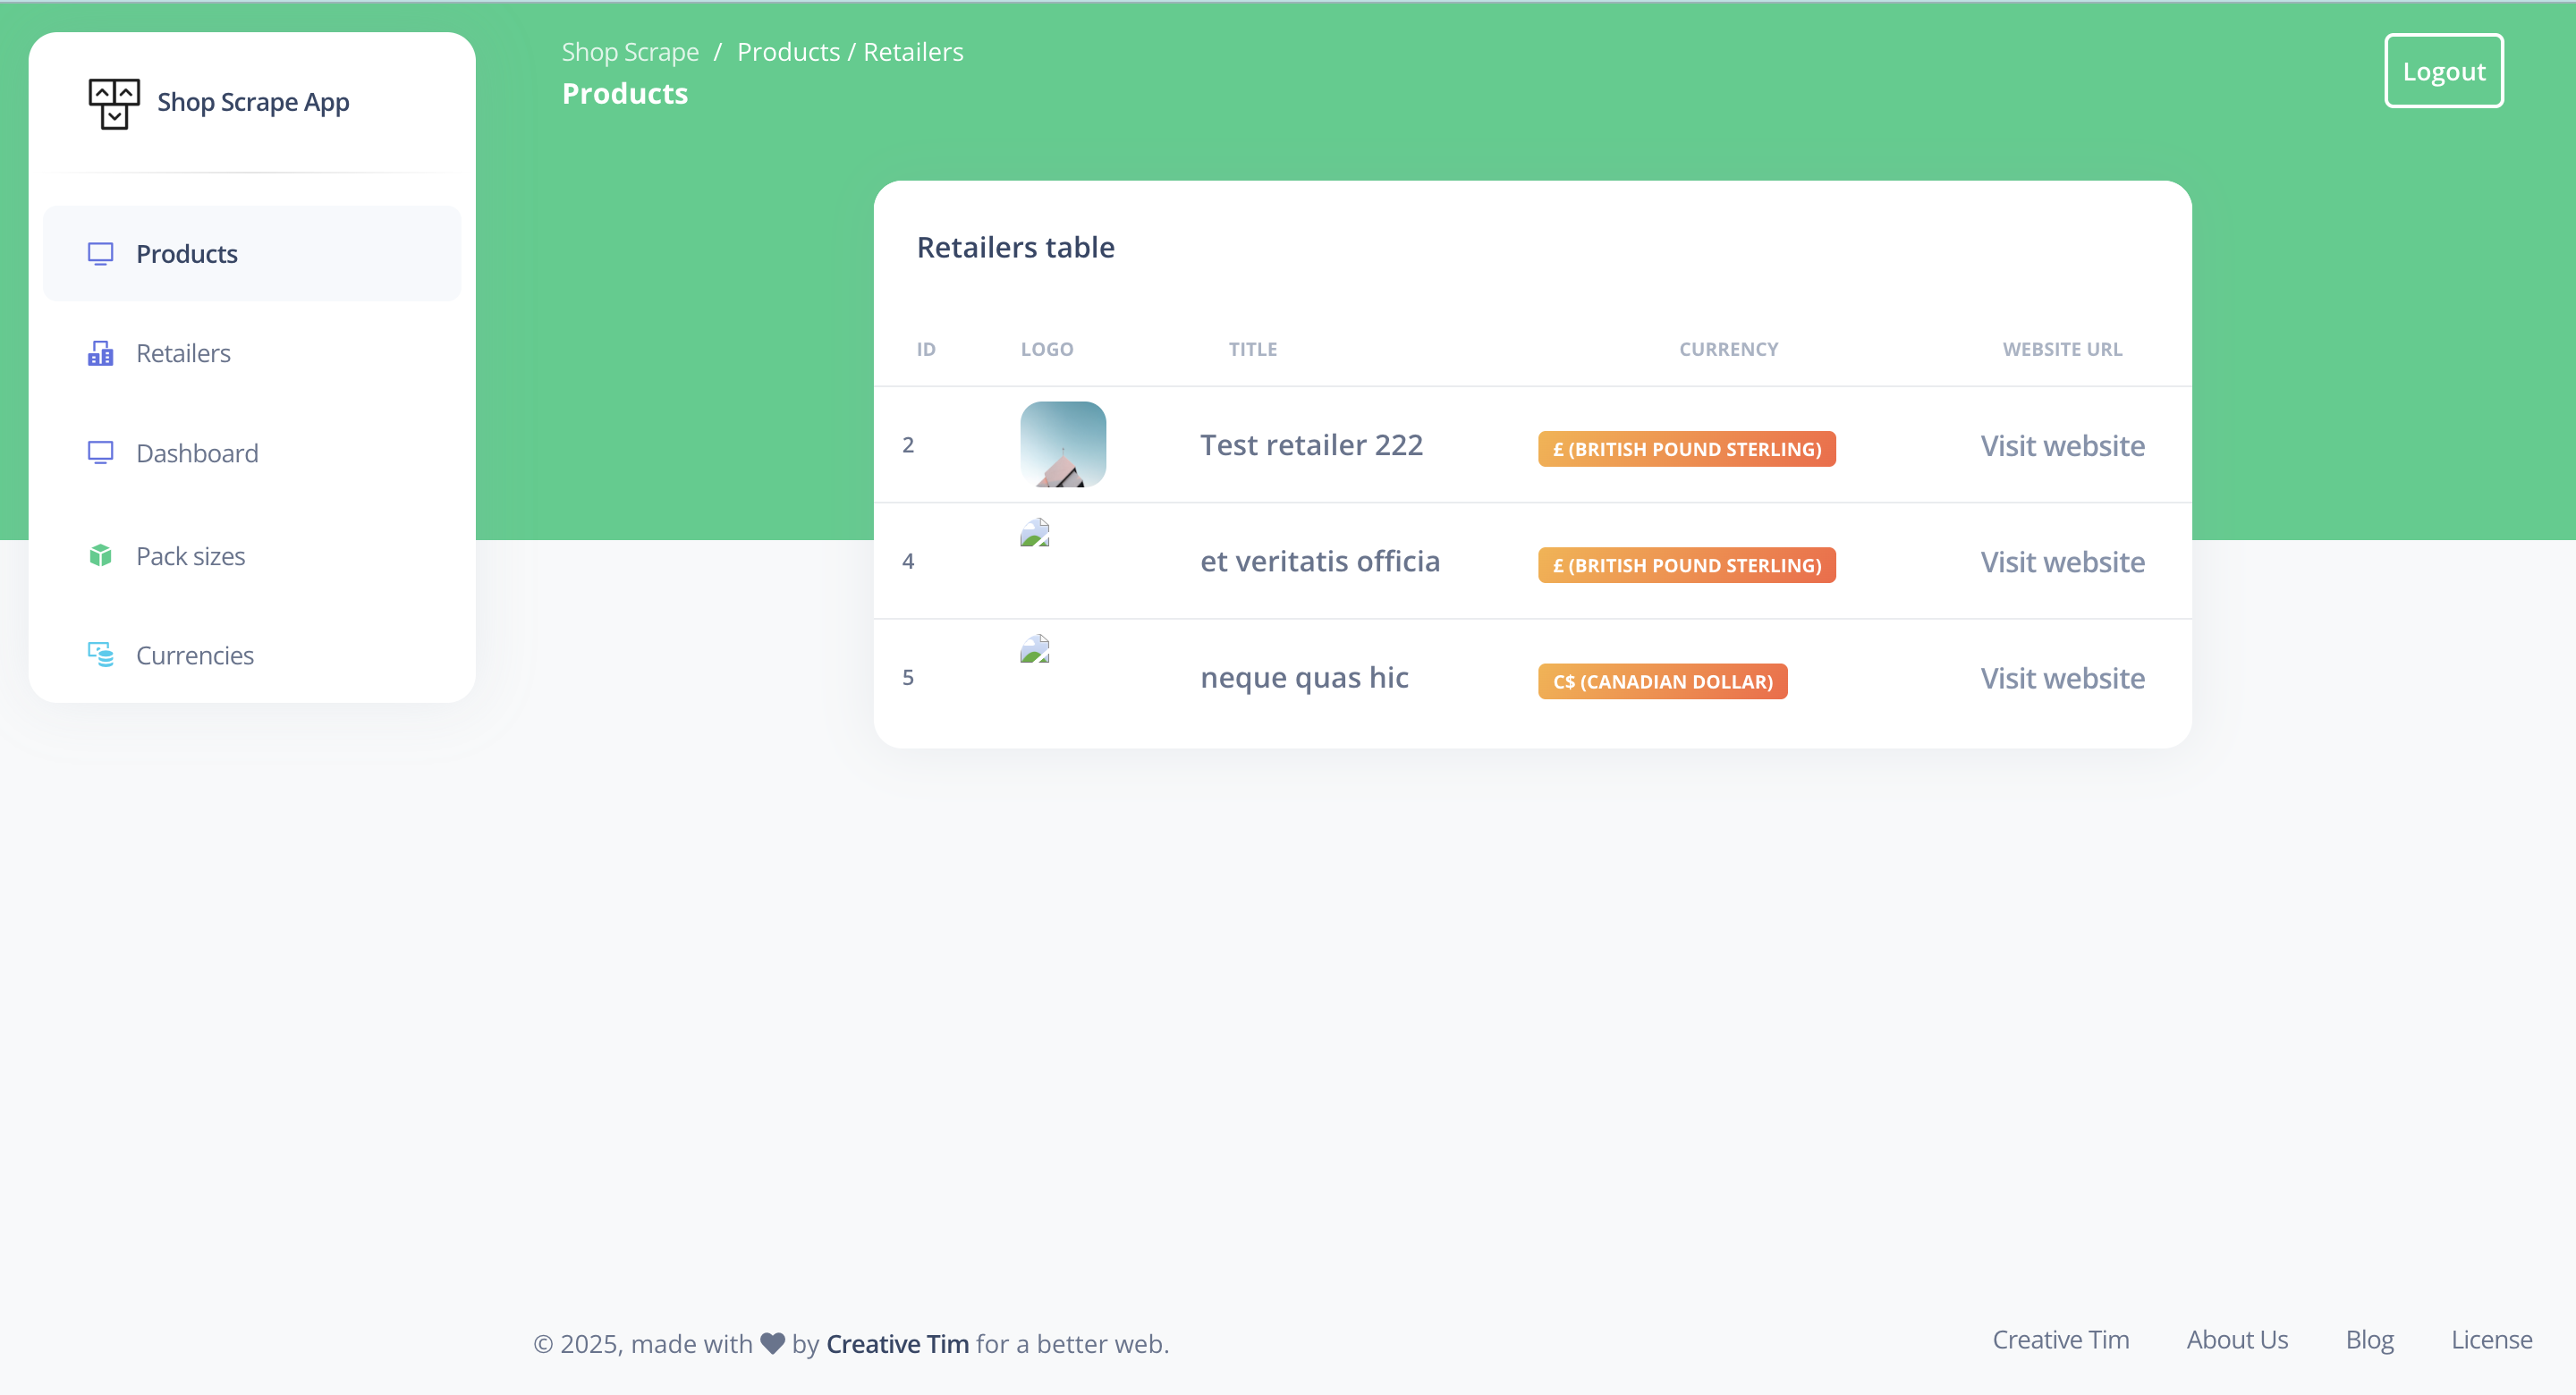 Shop Scrape App
Products
Retailers
Dashboard
Pack sizes
Currencies
Shop Scrape / Products / Retailers
Products
Logout
Retailers table
ID LOGO TITLE CURRENCY WEBSITE URL
2 Test retailer 222 £ (BRITISH POUND STERLING) Visit website
4 et veritatis officia £ (BRITISH POUND STERLING) Visit website
5 neque quas hic C$ (CANADIAN DOLLAR) Visit website
© 2025, made with ♥ by Creative Tim for a better web.
Creative Tim About Us Blog License